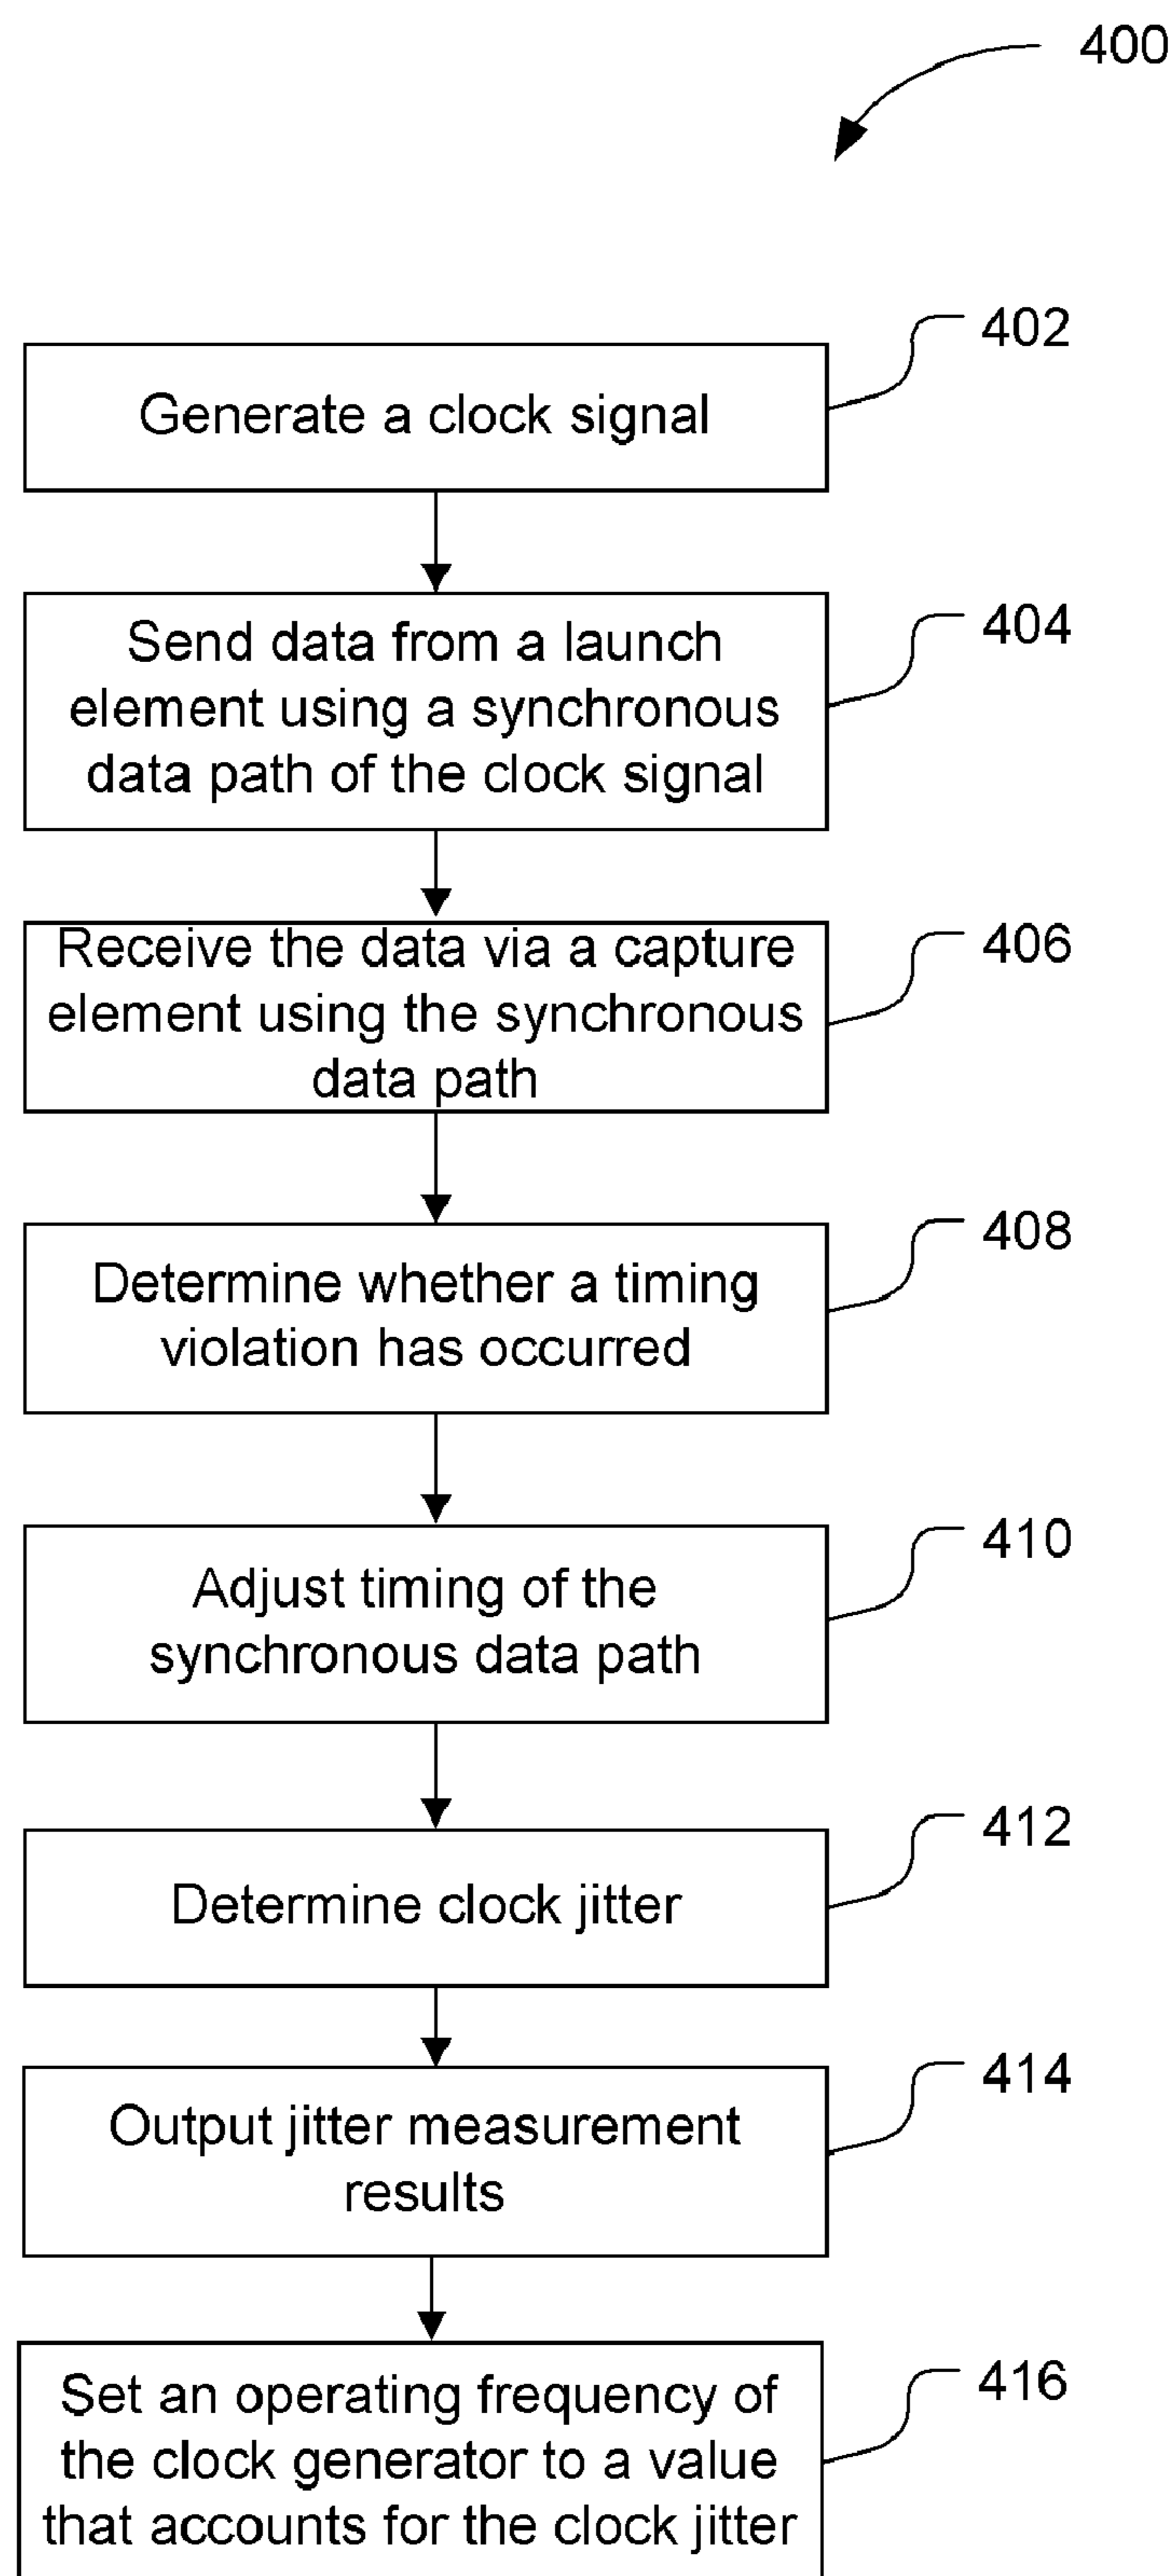 400
402
Generate a clock signal
404
Send data from a launch
element using a synchronous
data path of the clock signal
406
Receive the data via a capture
element using the synchronous
data path
408
Determine whether a timing
violation has occurred
410
Adjust timing of the
synchronous data path
412
Determine clock jitter
414
Output jitter measurement
results
416
Set an operating frequency of
the clock generator to a value
that accounts for the clock jitter